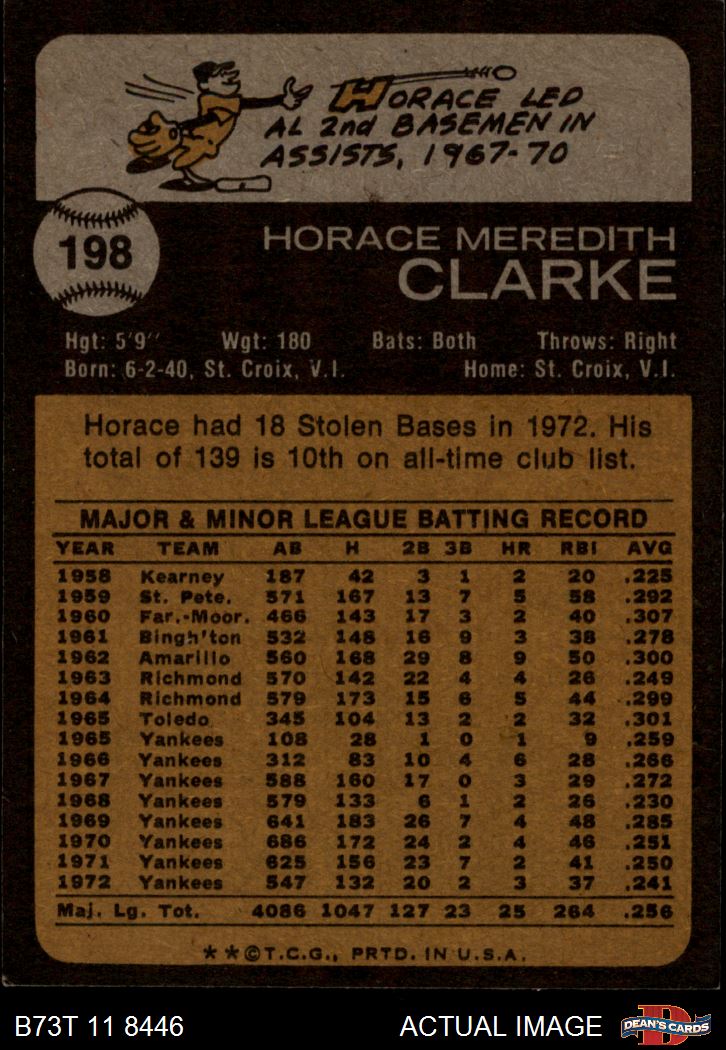 HORACE LED
AL 2nd BASEMEN IN
ASSISTS, 1967-70
198
HORACE MEREDITH
CLARKE
Hgt: 5'9" Wgt: 180 Bats: Both Throws: Right
Born: 6-2-40, St. Croix, V.I. Home: St. Croix, V.I.
Horace had 18 Stolen Bases in 1972. His
total of 139 is 10th on all-time club list.
MAJOR & MINOR LEAGUE BATTING RECORD
YEAR TEAM AB H 2B 3B HR RBI AVG
1958 Kearney 187 42 3 1 2 20 .225
1959 St. Pete. 571 167 13 7 5 58 .292
1960 Far.-Moor. 466 143 17 3 2 40 .307
1961 Bingh'ton 532 148 16 9 3 38 .278
1962 Amarillo 560 168 29 8 9 50 .300
1963 Richmond 570 142 22 4 4 26 .249
1964 Richmond 579 173 15 6 5 44 .299
1965 Toledo 345 104 13 2 2 32 .301
1965 Yankees 108 28 1 0 1 9 .259
1966 Yankees 312 83 10 4 6 28 .266
1967 Yankees 588 160 17 0 3 29 .272
1968 Yankees 579 133 6 1 2 26 .230
1969 Yankees 641 183 26 7 4 48 .285
1970 Yankees 686 172 24 2 4 46 .251
1971 Yankees 625 156 23 7 2 41 .250
1972 Yankees 547 132 20 2 3 37 .241
Maj. Lg. Tot. 4086 1047 127 23 25 264 .256
**©T.C.G., PRTD. IN U.S.A.
B73T 11 8446 ACTUAL IMAGE
D
DEAN'S CARDS